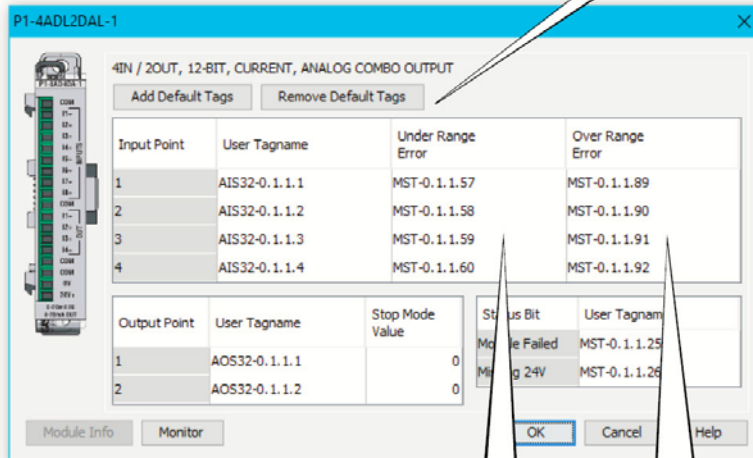 P1-4ADL2DAL-1
4IN / 2OUT, 12-BIT, CURRENT, ANALOG COMBO OUTPUT
Add Default Tags Remove Default Tags
Input Point User Tagname Under Range Error Over Range Error
1 AIS32-0.1.1.1 MST-0.1.1.57 MST-0.1.1.89
2 AIS32-0.1.1.2 MST-0.1.1.58 MST-0.1.1.90
3 AIS32-0.1.1.3 MST-0.1.1.59 MST-0.1.1.91
4 AIS32-0.1.1.4 MST-0.1.1.60 MST-0.1.1.92
Output Point User Tagname Stop Mode Value
1 AOS32-0.1.1.1 0
2 AOS32-0.1.1.2 0
Bit User Tagnam
Failed MST-0.1.1.25
24V MST-0.1.1.26
Module Info Monitor OK Cancel Help
COM
INPUTS
COM
OUT
COM
COM
0V